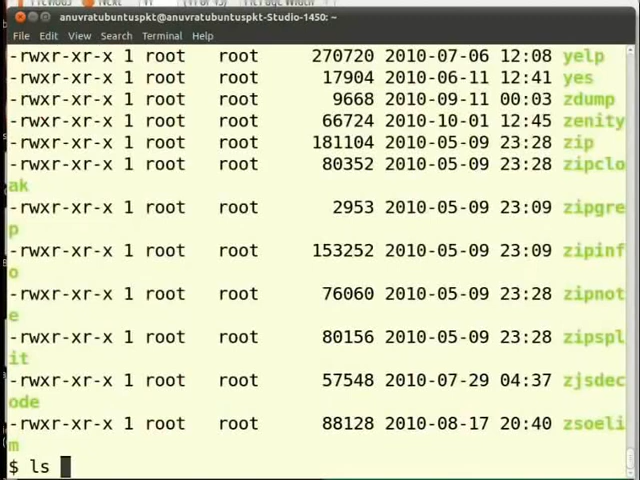 anuvratubuntuspkt@anuvratubuntuspkt-Studio-1450: ~
File Edit View Search Terminal Help
-rwxr-xr-x 1 root root 270720 2010-07-06 12:08 yelp
-rwxr-xr-x 1 root root 17904 2010-06-11 12:41 yes
-rwxr-xr-x 1 root root 9668 2010-09-11 00:03 zdump
-rwxr-xr-x 1 root root 66724 2010-10-01 12:45 zenity
-rwxr-xr-x 1 root root 181104 2010-05-09 23:28 zip
-rwxr-xr-x 1 root root 80352 2010-05-09 23:28 zipclo
ak
-rwxr-xr-x 1 root root 2953 2010-05-09 23:09 zipgre
p
-rwxr-xr-x 1 root root 153252 2010-05-09 23:09 zipinf
o
-rwxr-xr-x 1 root root 76060 2010-05-09 23:28 zipnot
e
-rwxr-xr-x 1 root root 80156 2010-05-09 23:28 zipspl
it
-rwxr-xr-x 1 root root 57548 2010-07-29 04:37 zjsdec
ode
-rwxr-xr-x 1 root root 88128 2010-08-17 20:40 zsoeli
m
$ ls